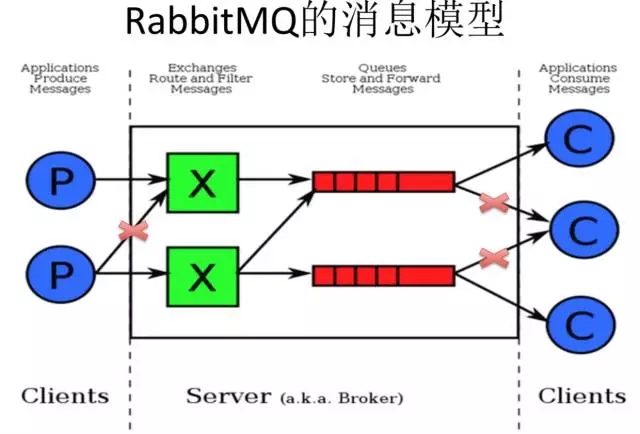 RabbitMQ的消息模型
Applications
Produce
Messages
Exchanges
Route and Filter
Messages
Queues
Store and Forward
Messages
Applications
Consume
Messages
P
X
C
P
X
C
C
Clients
Server (a.k.a. Broker)
Clients